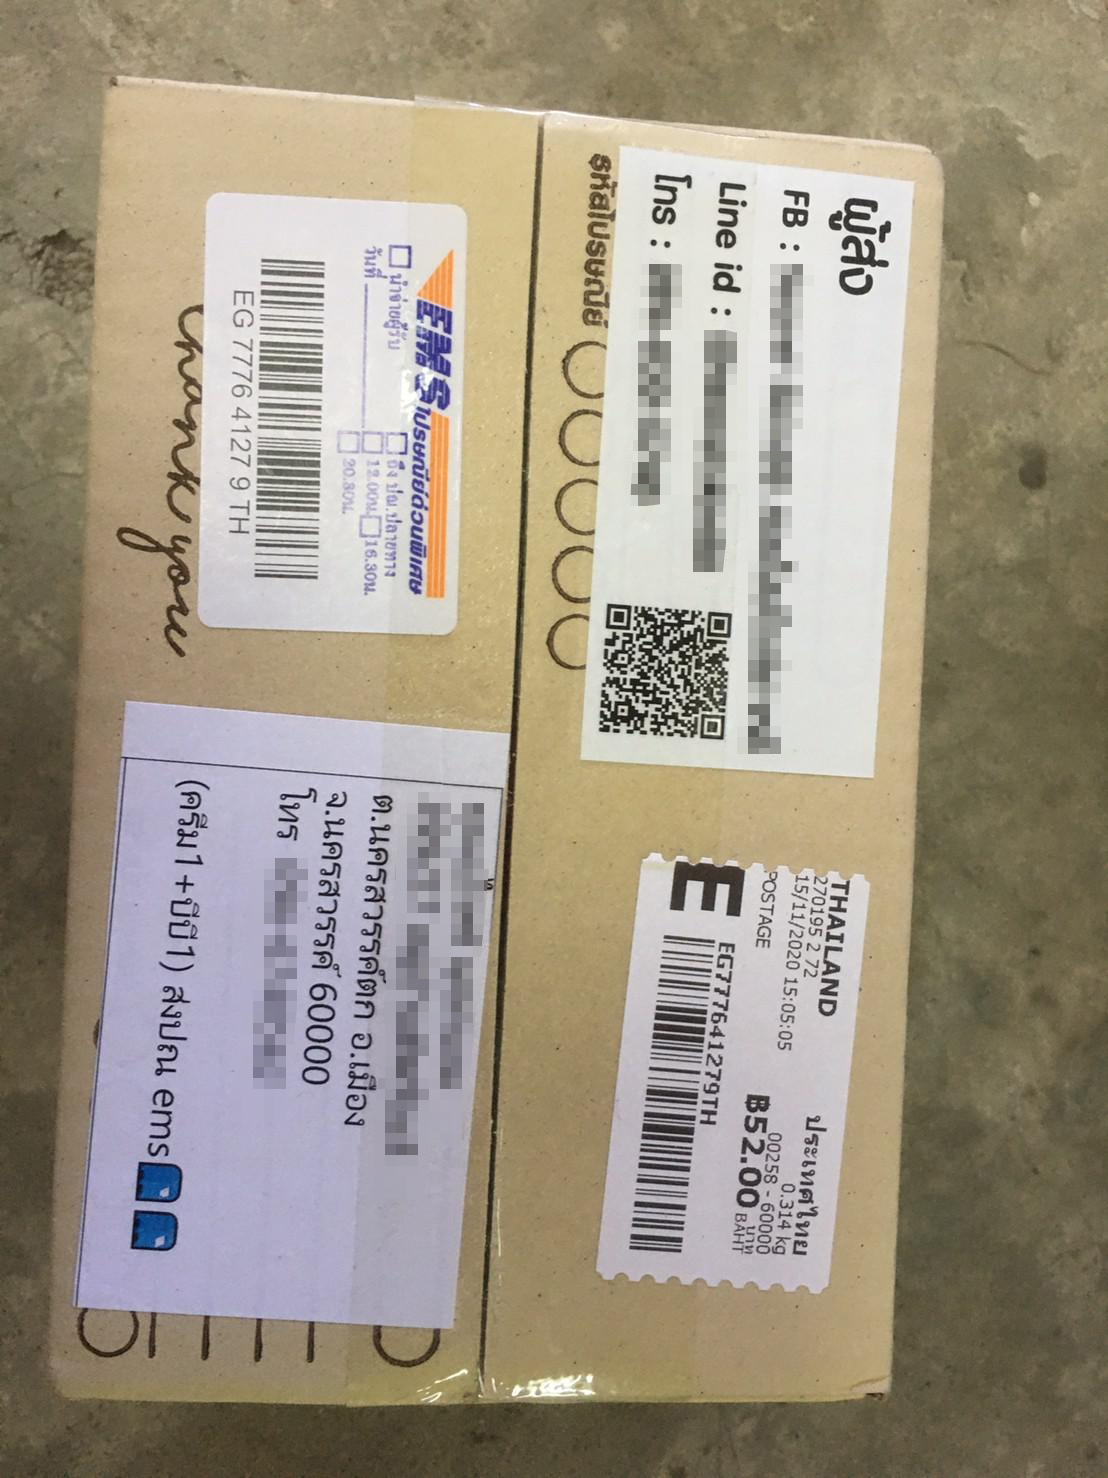 ผู้ส่ง
FB :
Line id :
โทร :
รหัสไปรษณีย์
EMS ไปรษณีย์ด่วนพิเศษ
นำจ่ายผู้รับ
ถึง ปณ.ปลายทาง
วันที่
12.00น.
16.30น.
20.30น.
EG 7776 4127 9 TH
thank you
THAILAND
270195 2 72
15/11/2020 15:05:05
POSTAGE
ประเทศไทย
0.314 kg
00258 - 60000
฿52.00 บาท BAHT
E
EG777641279TH
ต.นครสวรรค์ตก อ.เมือง
จ.นครสวรรค์ 60000
โทร
(ครีม1+บีบี1) ส่งปณ ems